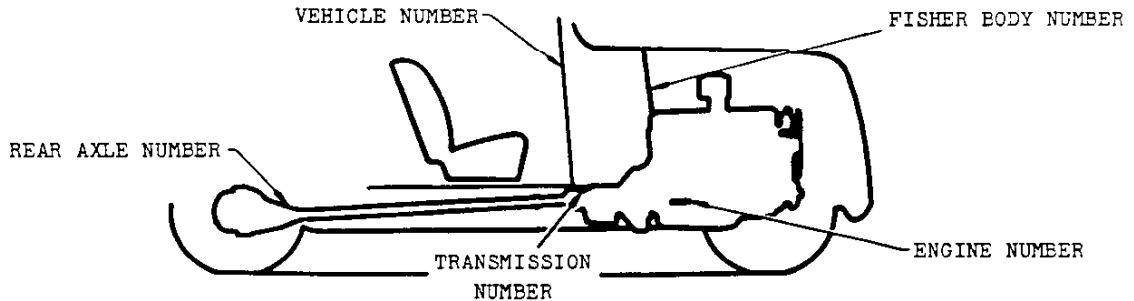 VEHICLE NUMBER
FISHER BODY NUMBER
REAR AXLE NUMBER
TRANSMISSION
NUMBER
ENGINE NUMBER